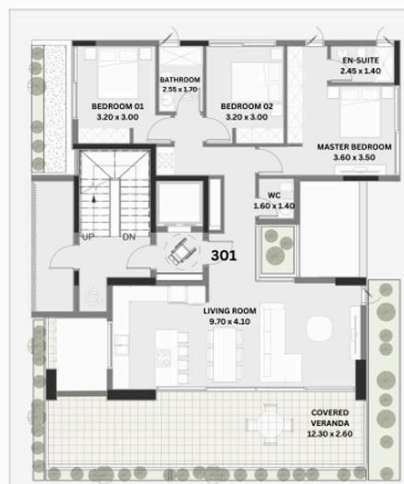 EN-SUITE
2.45 x 1.40
BATHROOM
2.55 x 1.70
BEDROOM 01
3.20 x 3.00
BEDROOM 02
3.20 x 3.00
MASTER BEDROOM
3.60 x 3.50
WC
1.60 x 1.40
UP
DN
301
LIVING ROOM
9.70 x 4.10
COVERED
VERANDA
12.30 x 2.60